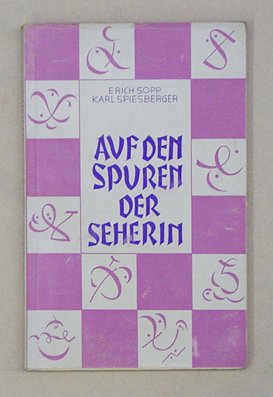 ERICH SOPP
KARL SPIESBERGER
AUF DEN
SPUREN
DER
SEHERIN